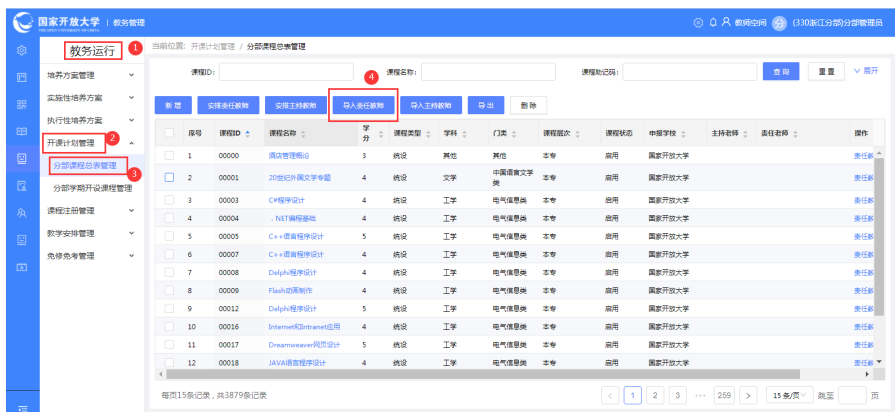 国家开放大学 | 教务管理
THE OPEN UNIVERSITY OF CHINA
教师空间 分 (330浙江分部)分部管理员
教务运行 1
培养方案管理
实施性培养方案
执行性培养方案
开课计划管理 2
分部课程总表管理 3
分部学期开设课程管理
课程注册管理
教学安排管理
免修免考管理
当前位置: 开课计划管理 / 分部课程总表管理
课程ID: 课程名称: 课程助记码: 查询 重置 展开
4
新增 安排责任教师 安排主持教师 导入责任教师 导入主持教师 导出 删除
序号 课程ID 课程名称 学分 课程类型 学科 门类 课程层次 课程状态 申报学校 主持老师 责任老师 操作
1 00000 酒店管理概论 3 统设 其他 其他 本专 启用 国家开放大学 责任教
2 00001 20世纪外国文学专题 4 统设 文学 中国语言文学类 本专 启用 国家开放大学 责任教
3 00003 C#程序设计 4 统设 工学 电气信息类 本专 启用 国家开放大学 责任教
4 00004 .NET编程基础 4 统设 工学 电气信息类 本专 启用 国家开放大学 责任教
5 00005 C++语言程序设计 5 统设 工学 电气信息类 本专 启用 国家开放大学 责任教
6 00007 C++语言程序设计 4 统设 工学 电气信息类 本专 启用 国家开放大学 责任教
7 00008 Delphi程序设计 4 统设 工学 电气信息类 本专 启用 国家开放大学 责任教
8 00009 Flash动画制作 4 统设 工学 电气信息类 本专 启用 国家开放大学 责任教
9 00012 Delphi程序设计 5 统设 工学 电气信息类 本专 启用 国家开放大学 责任教
10 00016 Internet和Intranet应用 4 统设 工学 电气信息类 本专 启用 国家开放大学 责任教
11 00017 Dreamweaver网页设计 5 统设 工学 电气信息类 本专 启用 国家开放大学 责任教
12 00018 JAVA语言程序设计 4 统设 工学 电气信息类 本专 启用 国家开放大学 责任教
每页15条记录,共3879条记录 1 2 3 ··· 259 15 条/页 跳至 页